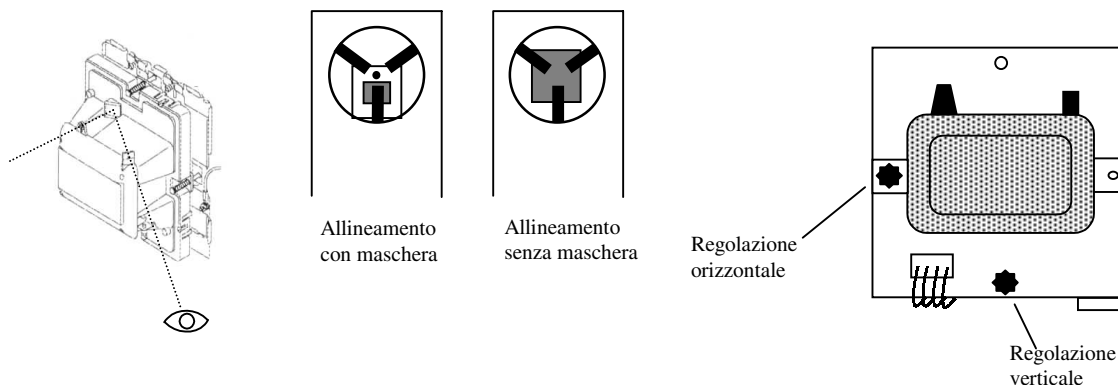 Allineamento
con maschera
Allineamento
senza maschera
Regolazione
orizzontale
Regolazione
verticale